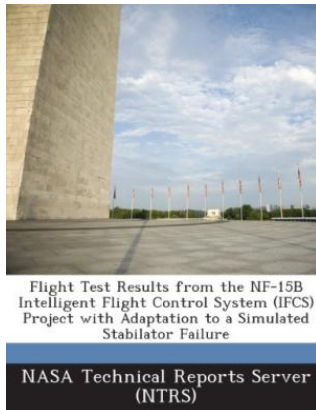 Flight Test Results from the NF-15B
Intelligent Flight Control System (IFCS)
Project with Adaptation to a Simulated
Stabilator Failure
NASA Technical Reports Server
(NTRS)